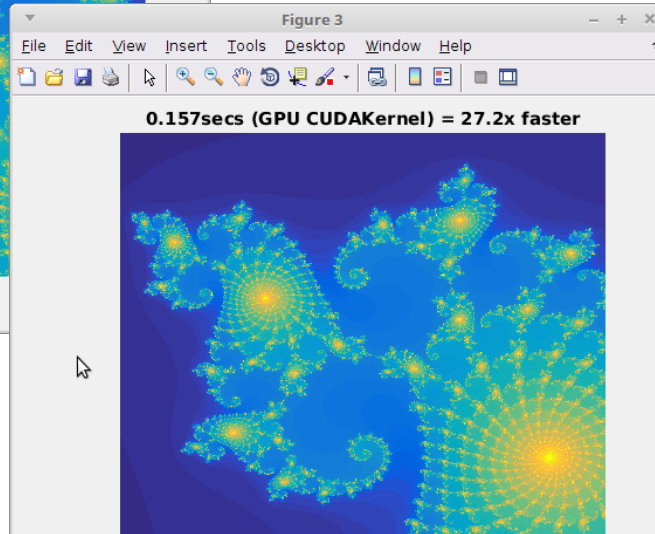 Figure 3
File Edit View Insert Tools Desktop Window Help
0.157secs (GPU CUDAKernel) = 27.2x faster